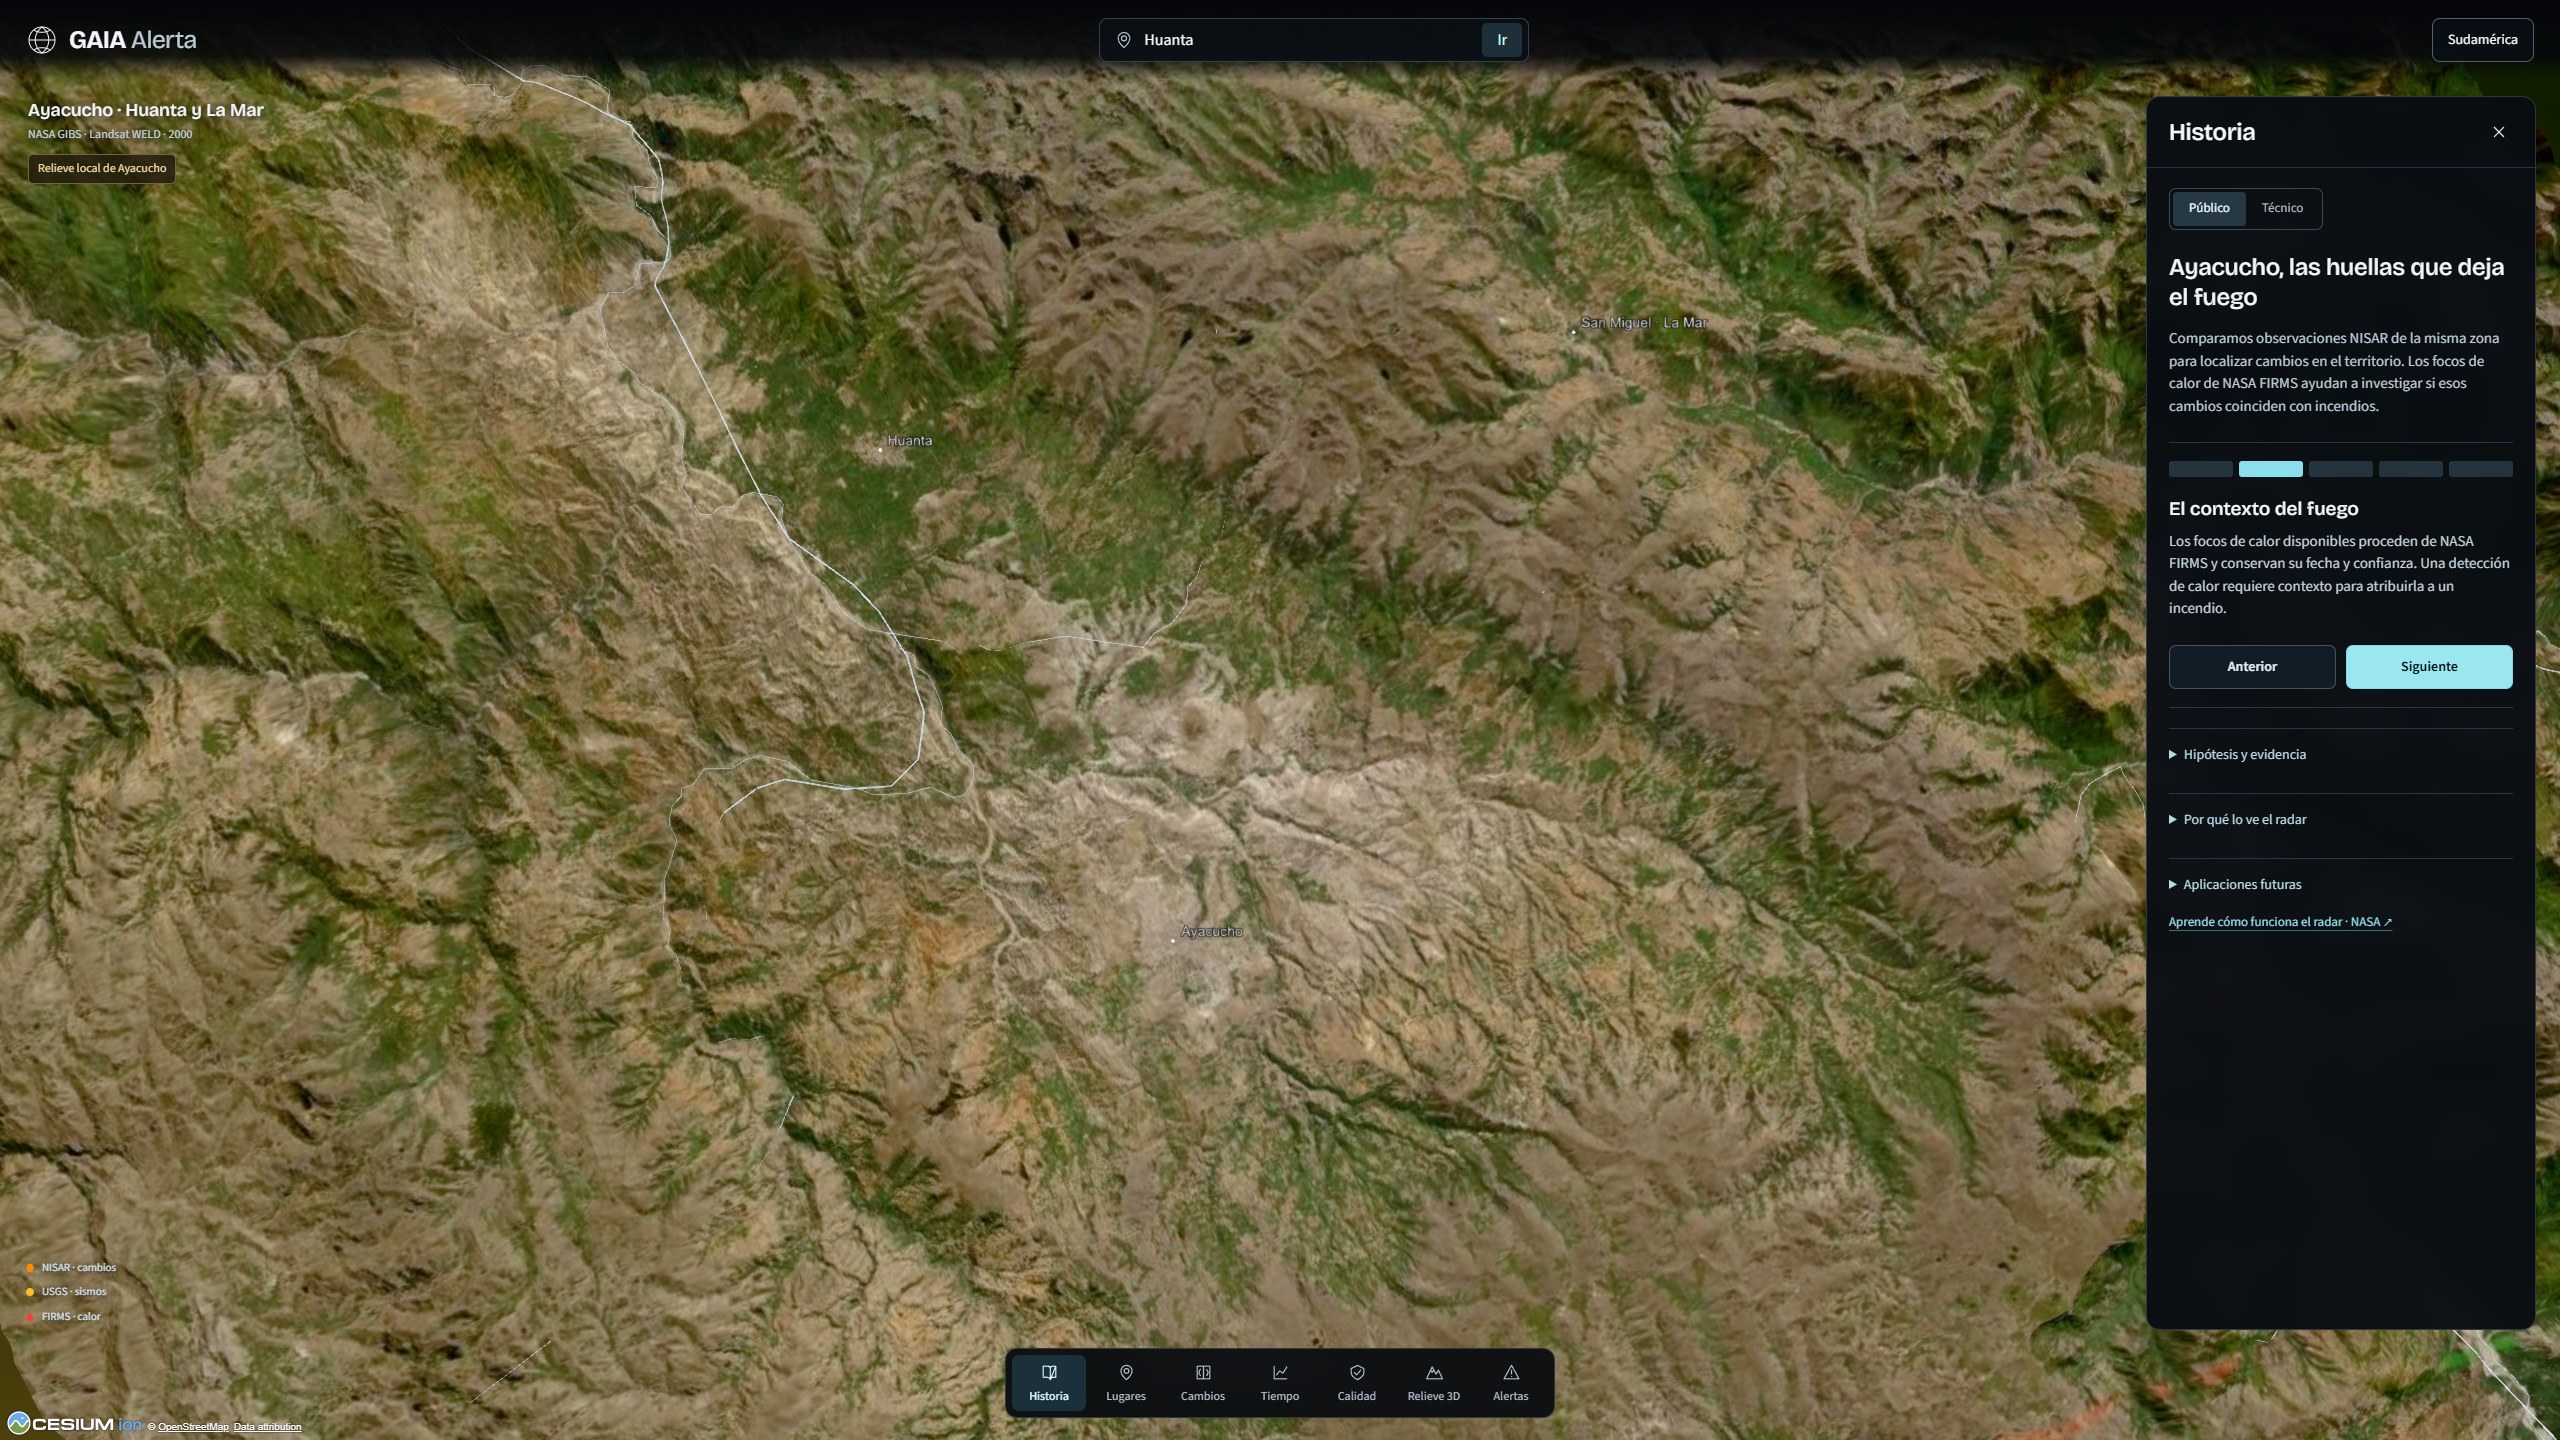 GAIA Alerta
Huanta
Ir
Sudamérica
Ayacucho · Huanta y La Mar
NASA GIBS · Landsat WELD · 2000
Relieve local de Ayacucho
San Miguel · La Mar
Huanta
Ayacucho
Historia
Público
Técnico
Ayacucho, las huellas que deja
el fuego
Comparamos observaciones NISAR de la misma zona
para localizar cambios en el territorio. Los focos de
calor de NASA FIRMS ayudan a investigar si esos
cambios coinciden con incendios.
El contexto del fuego
Los focos de calor disponibles proceden de NASA
FIRMS y conservan su fecha y confianza. Una detección
de calor requiere contexto para atribuirla a un
incendio.
Anterior
Siguiente
Hipótesis y evidencia
Por qué lo ve el radar
Aplicaciones futuras
Aprende cómo funciona el radar · NASA ↗
NISAR · cambios
USGS · sismos
FIRMS · calor
Historia
Lugares
Cambios
Tiempo
Calidad
Relieve 3D
Alertas
CESIUM ion © OpenStreetMap Data attribution